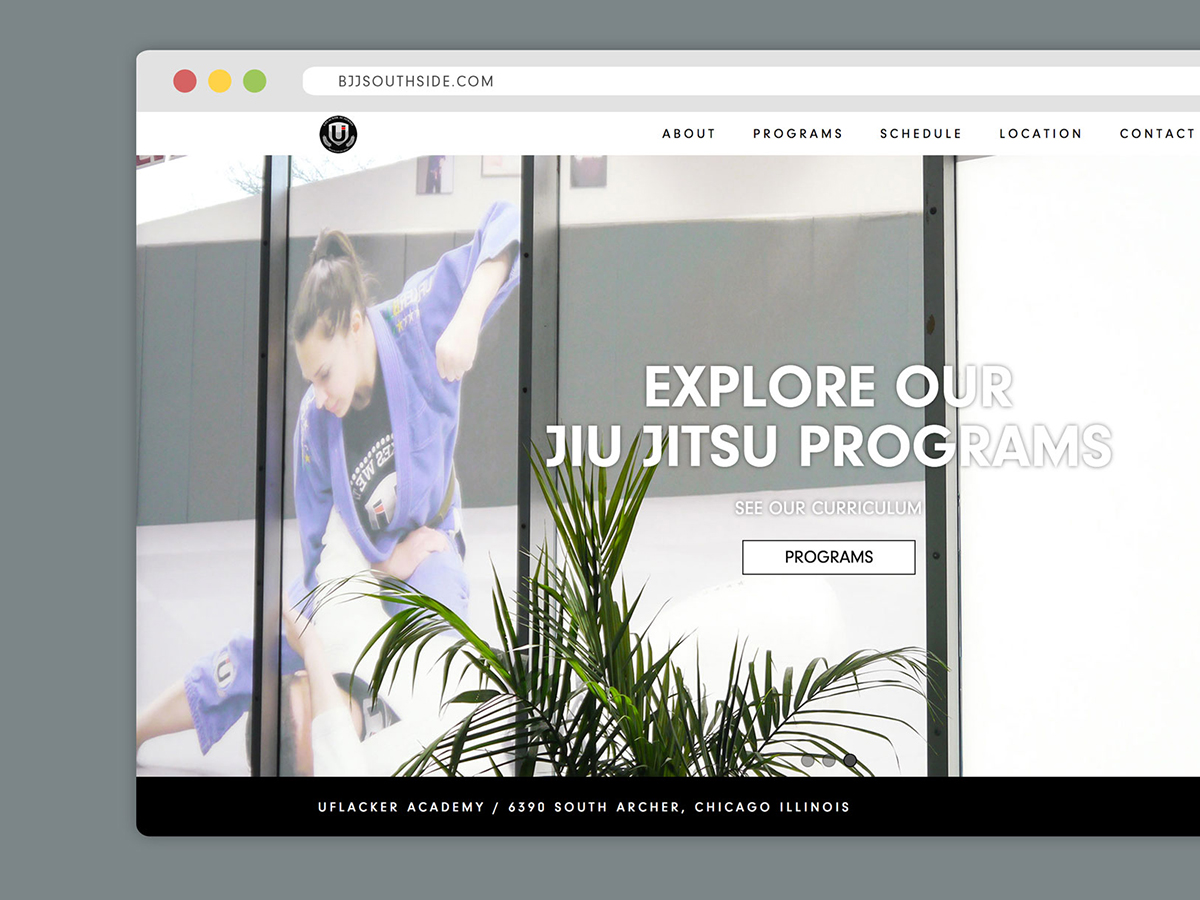 BJJSOUTHSIDE.COM
ABOUT PROGRAMS SCHEDULE LOCATION CONTACT
EXPLORE OUR
JIU JITSU PROGRAMS
SEE OUR CURRICULUM
PROGRAMS
UFLACKER ACADEMY / 6390 SOUTH ARCHER, CHICAGO ILLINOIS